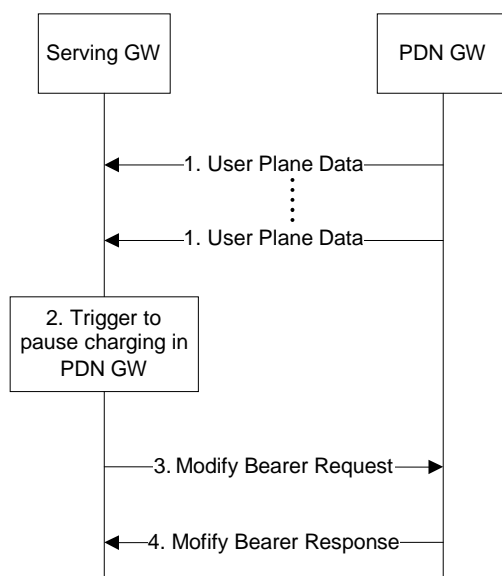 Serving GW
PDN GW
1. User Plane Data
1. User Plane Data
2. Trigger to
pause charging in
PDN GW
3. Modify Bearer Request
4. Mofify Bearer Response